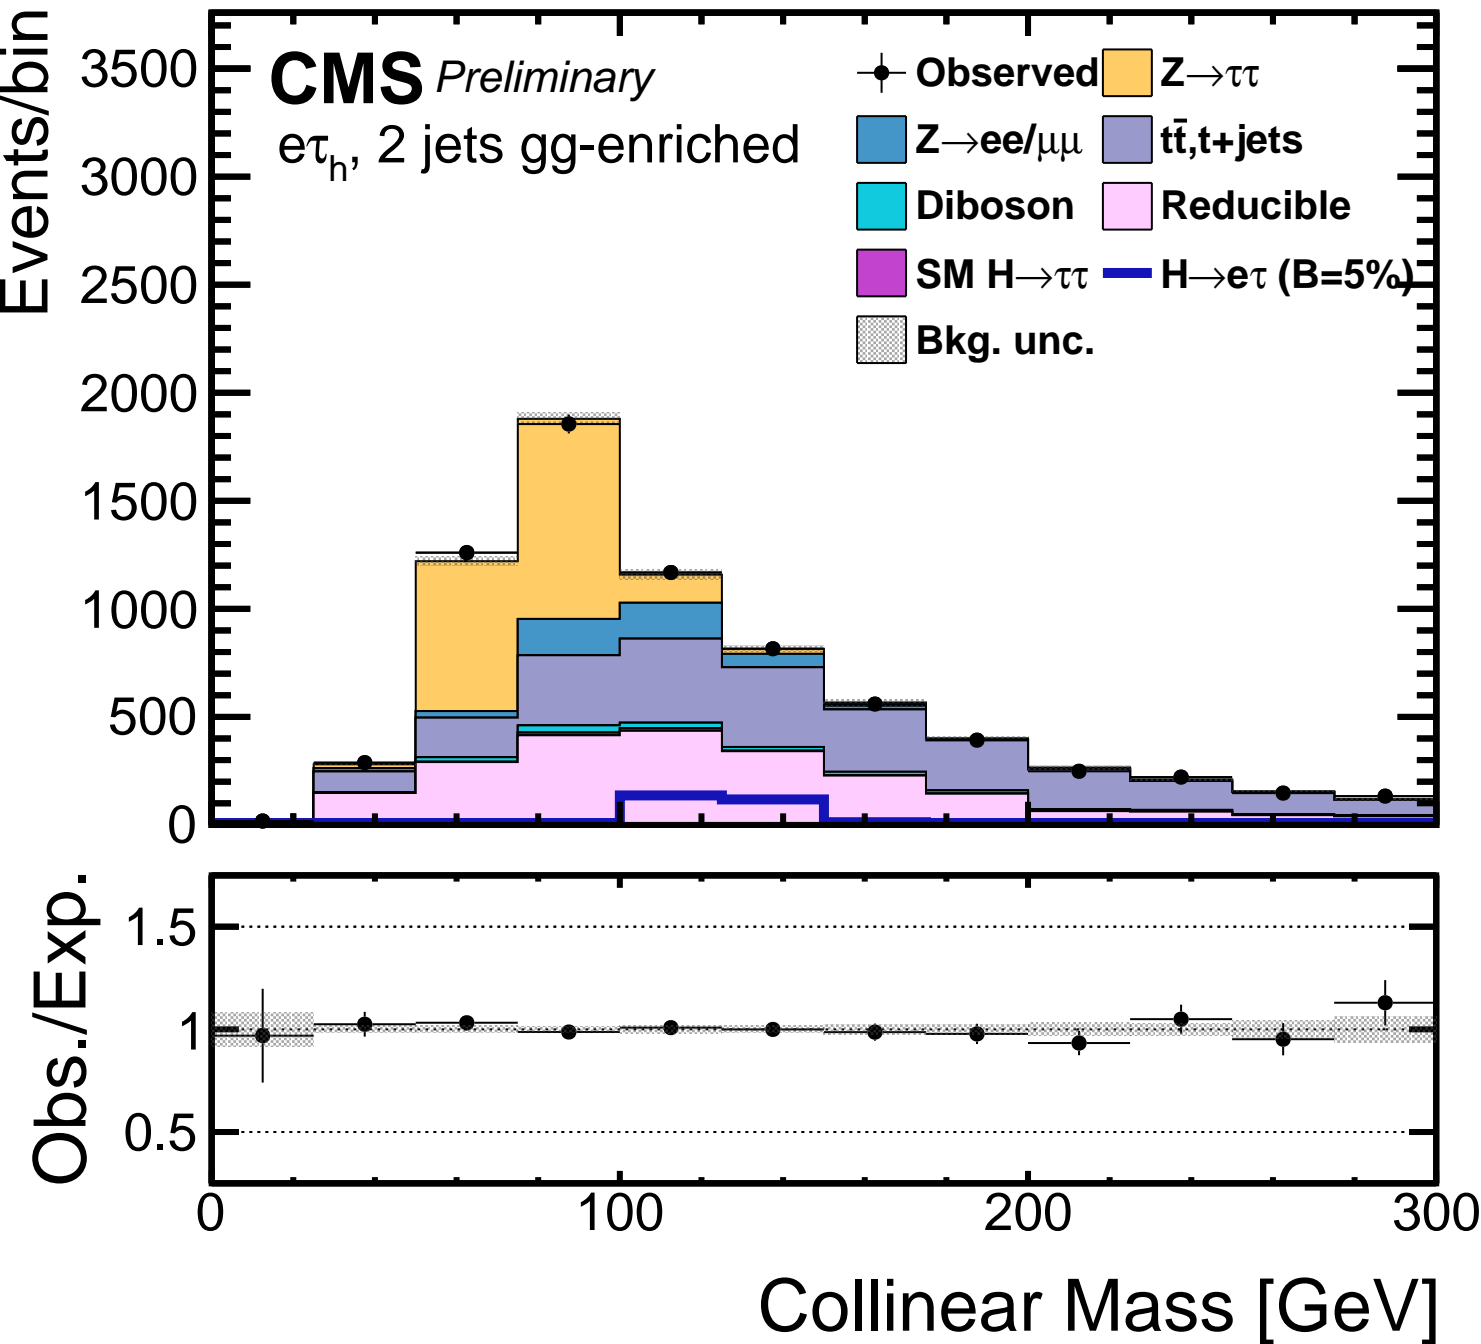 CMS Preliminary
eτh, 2 jets gg-enriched
Observed
Z→ττ
Z→ee/μμ
tt̄,t+jets
Diboson
Reducible
SM H→ττ
H→eτ (B=5%)
Bkg. unc.
Events/bin
3500
3000
2500
2000
1500
1000
500
0
Obs./Exp.
1.5
1
0.5
0
100
200
300
Collinear Mass [GeV]